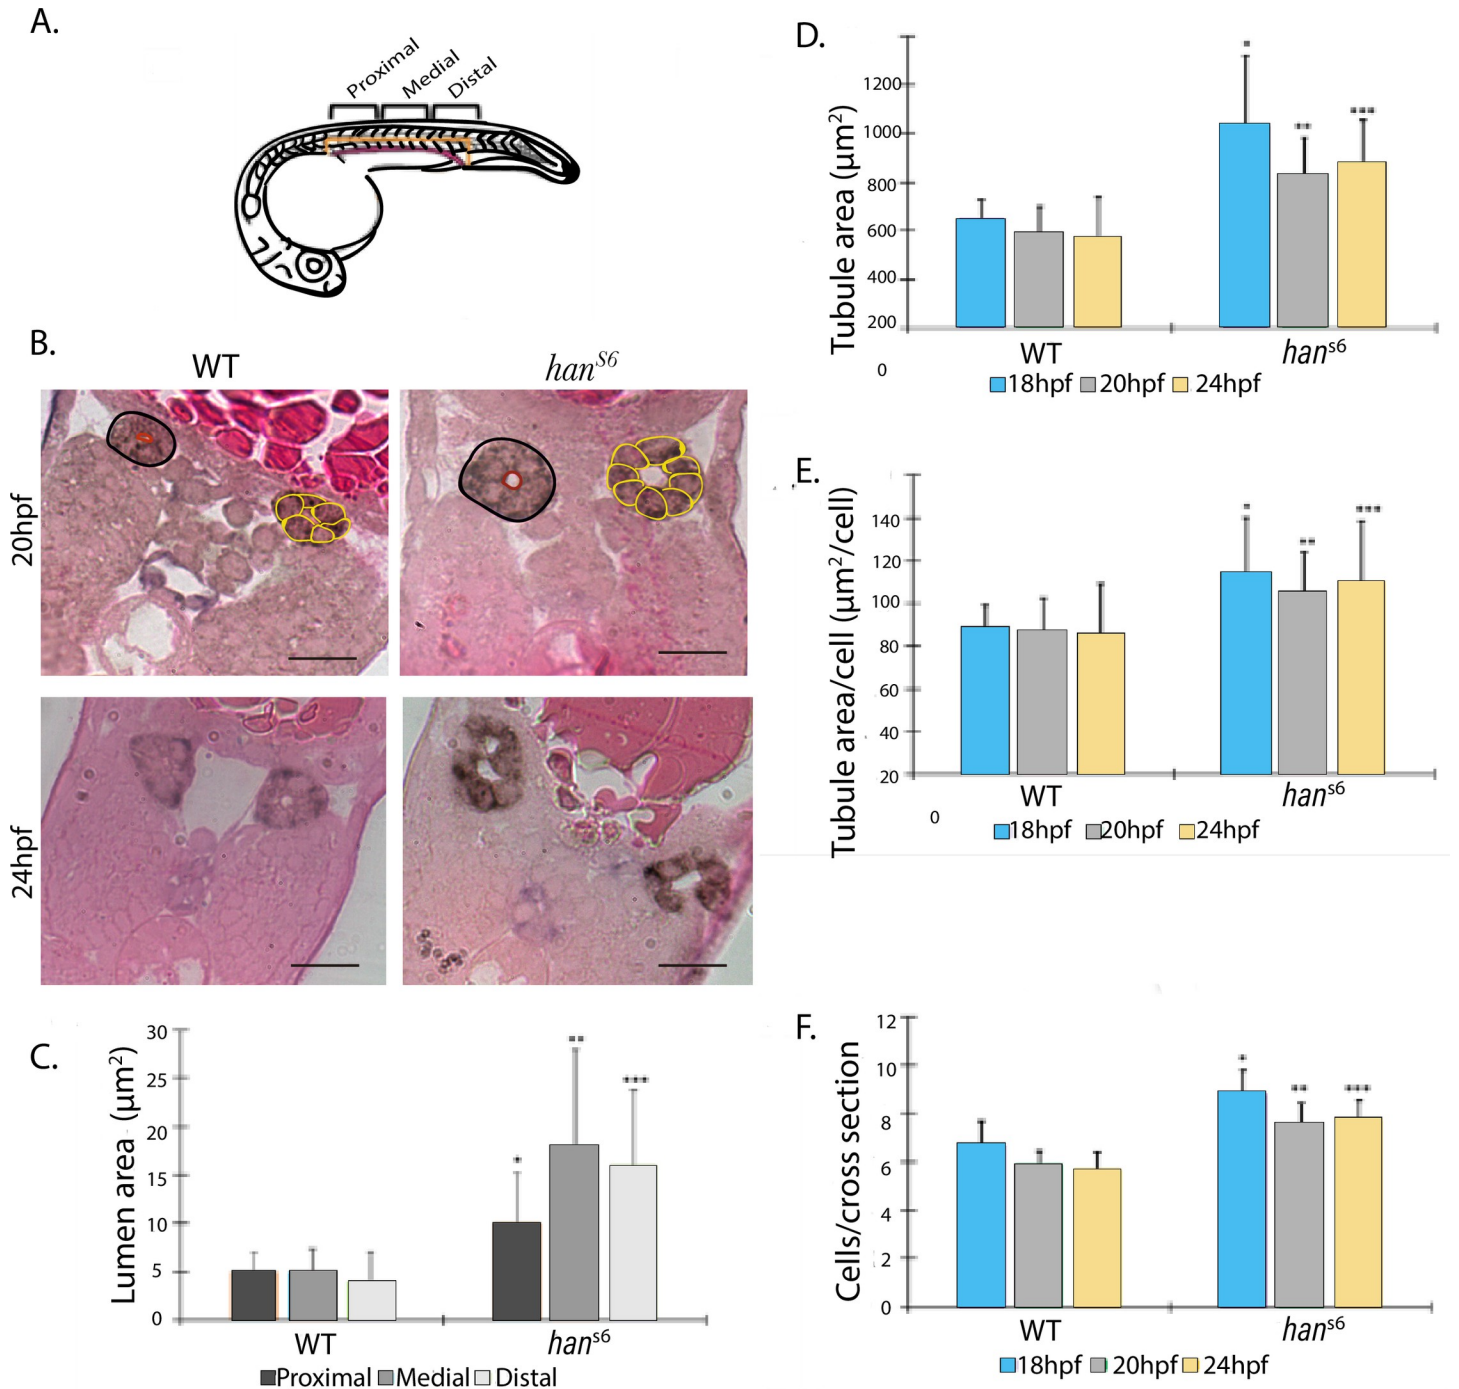 A.
Proximal
Medial
Distal
B.
WT
han^S6
20hpf
24hpf
C.
Lumen area (µm²)
30
25
20
15
10
5
0
WT
han^s6
Proximal Medial Distal
D.
Tubule area (µm²)
1200
1000
800
600
400
200
0
*
**
***
WT
han^s6
18hpf 20hpf 24hpf
E.
Tubule area/cell (µm²/cell)
140
120
100
80
60
40
20
0
*
**
***
WT
han^s6
18hpf 20hpf 24hpf
F.
Cells/cross section
12
10
8
6
4
2
0
*
**
***
WT
han^s6
18hpf 20hpf 24hpf